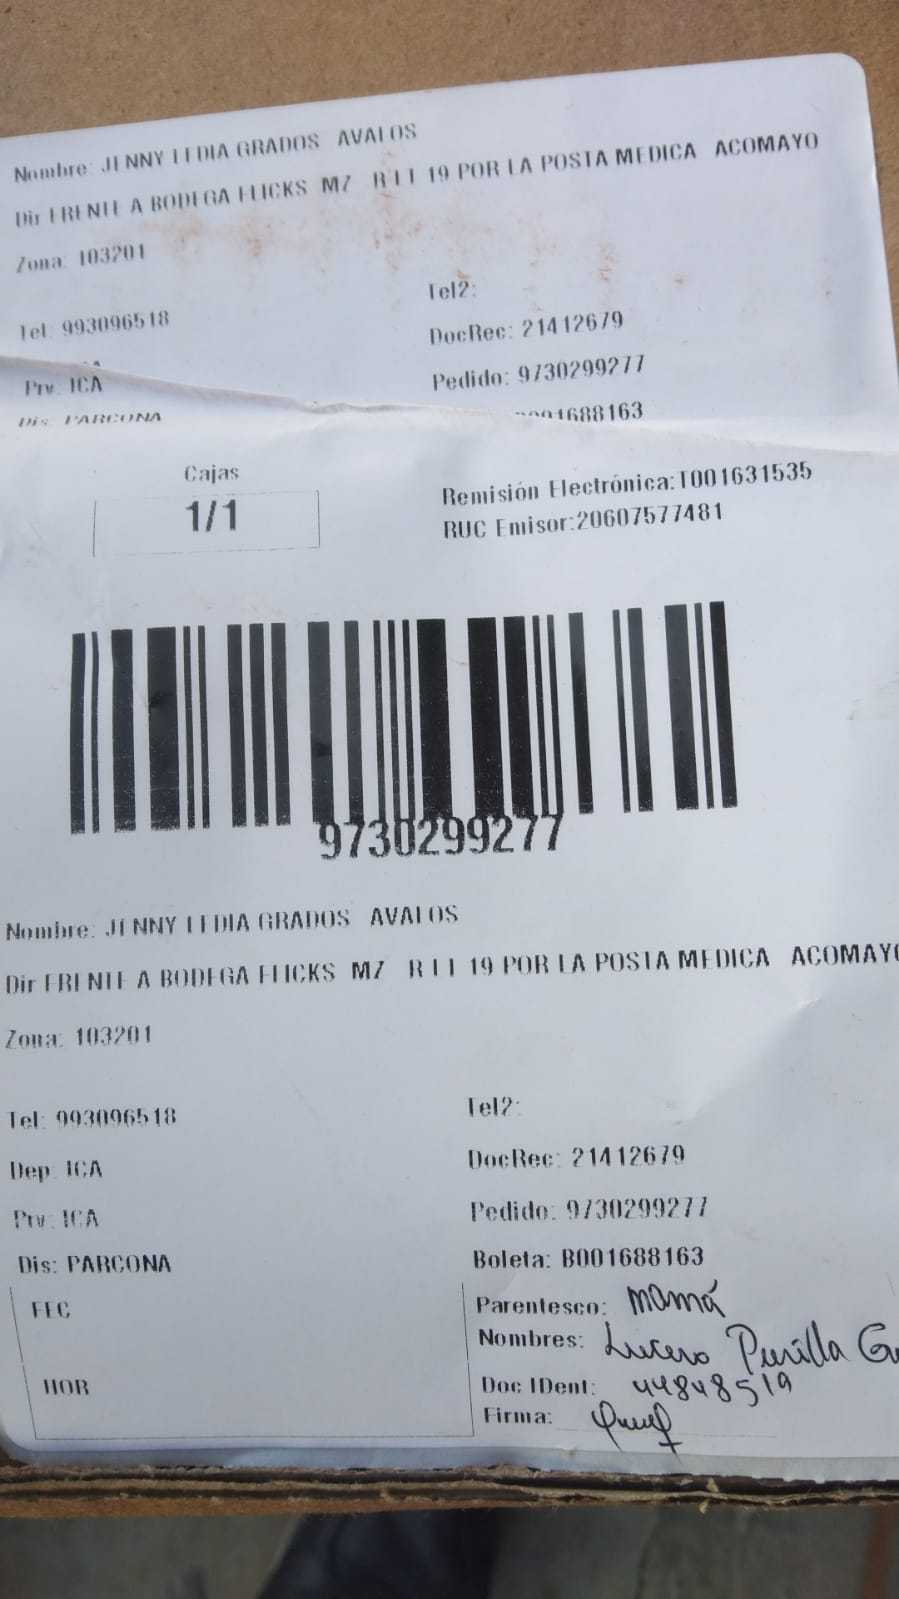 Nombre: JENNY LEDIA GRADOS AVALOS
Dir FRENTE A BODEGA FLICKS MZ R LT 19 POR LA POSTA MEDICA ACOMAYO
Zona: 103201
Tel2:
Tel: 993096518
DocRec: 21412679
Prv: ICA
Pedido: 9730299277
Dis: PARCONA
B001688163
Cajas
1/1
Remisión Electrónica:T001631535
RUC Emisor:20607577481
9730299277
Nombre: JENNY LEDIA GRADOS AVALOS
Dir FRENTE A BODEGA FLICKS MZ R LT 19 POR LA POSTA MEDICA ACOMAYO
Zona: 103201
Tel: 993096518
Tel2:
Dep: ICA
DocRec: 21412679
Prv: ICA
Pedido: 9730299277
Dis: PARCONA
Boleta: B001688163
FEC
Parentesco: mamá
Nombres: Lucero Purilla
HOR
Doc IDent: 44848519
Firma: